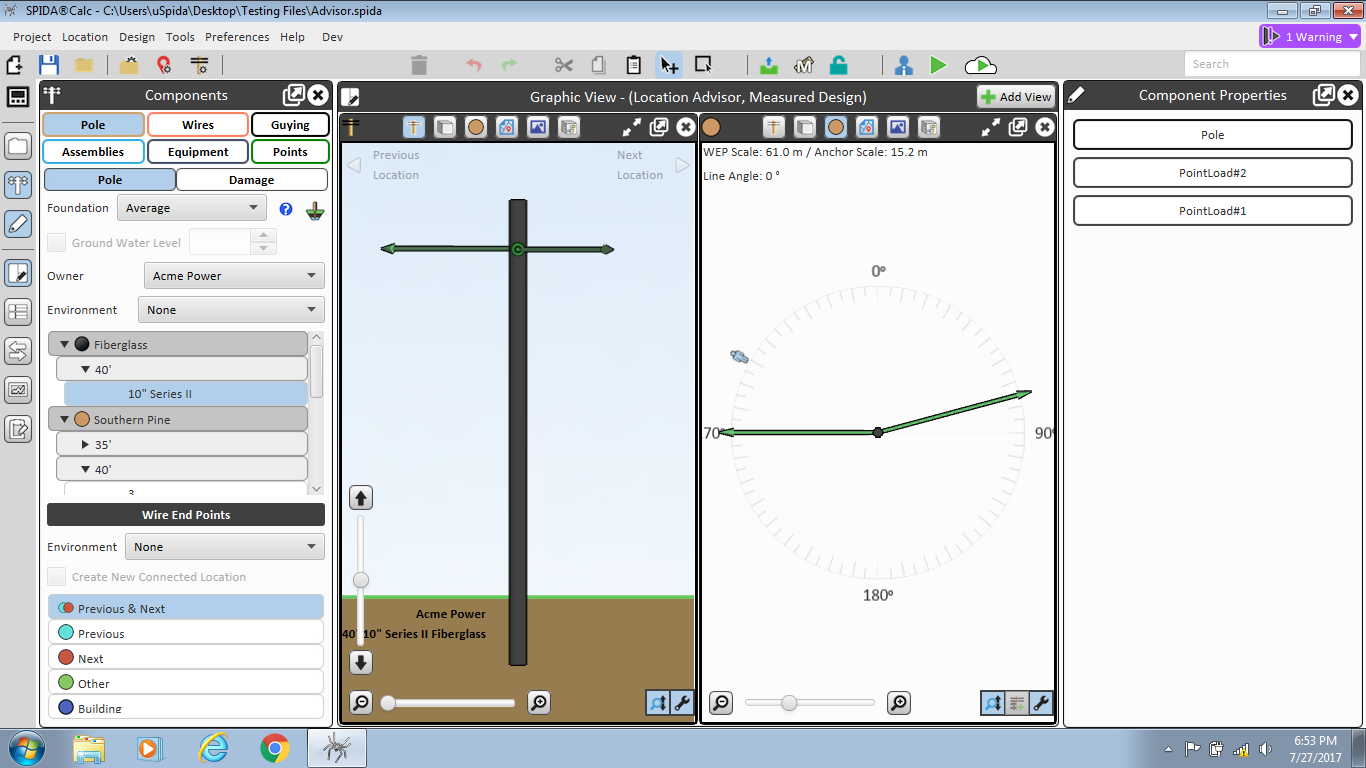 SPIDA®Calc - C:\Users\uSpida\Desktop\Testing Files\Advisor.spida
Project Location Design Tools Preferences Help Dev
1 Warning
Search
Components
Pole Wires Guying
Assemblies Equipment Points
Pole Damage
Foundation Average
Ground Water Level
Owner Acme Power
Environment None
Fiberglass
40'
10" Series II
Southern Pine
35'
40'
3
Wire End Points
Environment None
Create New Connected Location
Previous & Next
Previous
Next
Other
Building
Graphic View - (Location Advisor, Measured Design)
Add View
Previous
Location
Next
Location
Acme Power
40' 10" Series II Fiberglass
WEP Scale: 61.0 m / Anchor Scale: 15.2 m
Line Angle: 0 °
0º
70º
90º
180º
Component Properties
Pole
PointLoad#2
PointLoad#1
6:53 PM
7/27/2017